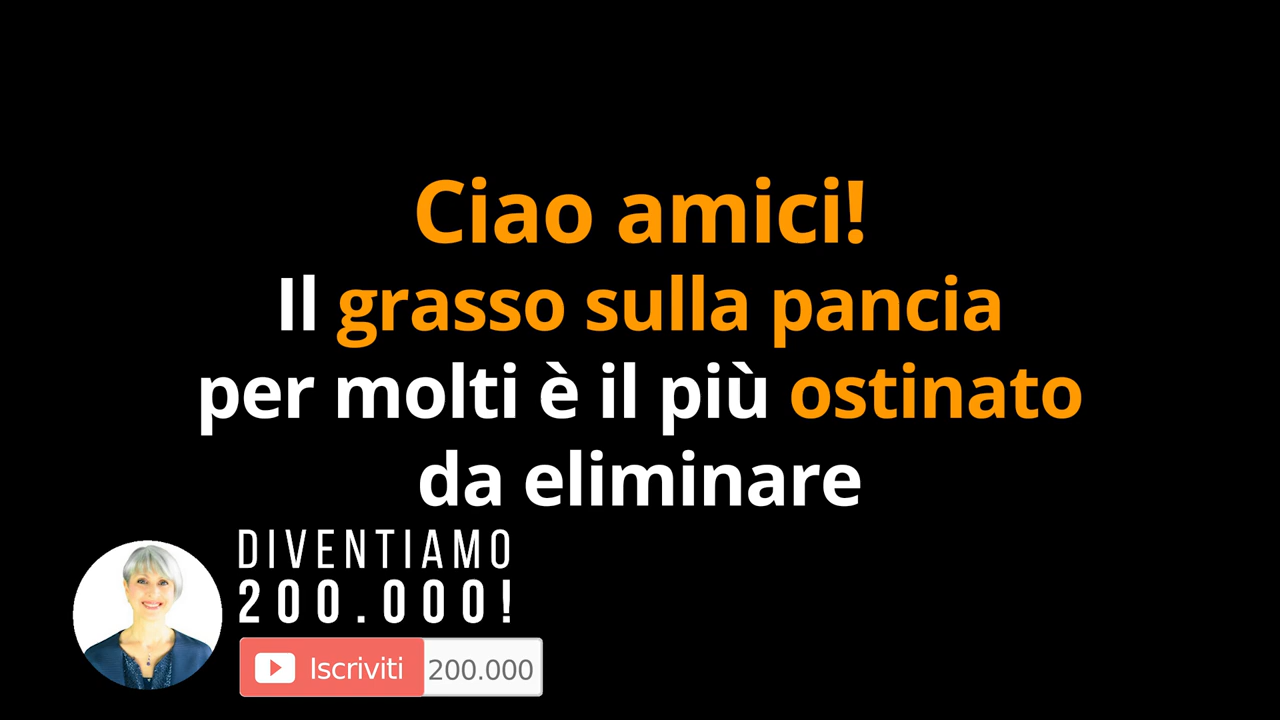 Ciao amici!
Il grasso sulla pancia
per molti è il più ostinato
da eliminare
DIVENTIAMO
200.000!
Iscriviti 200.000